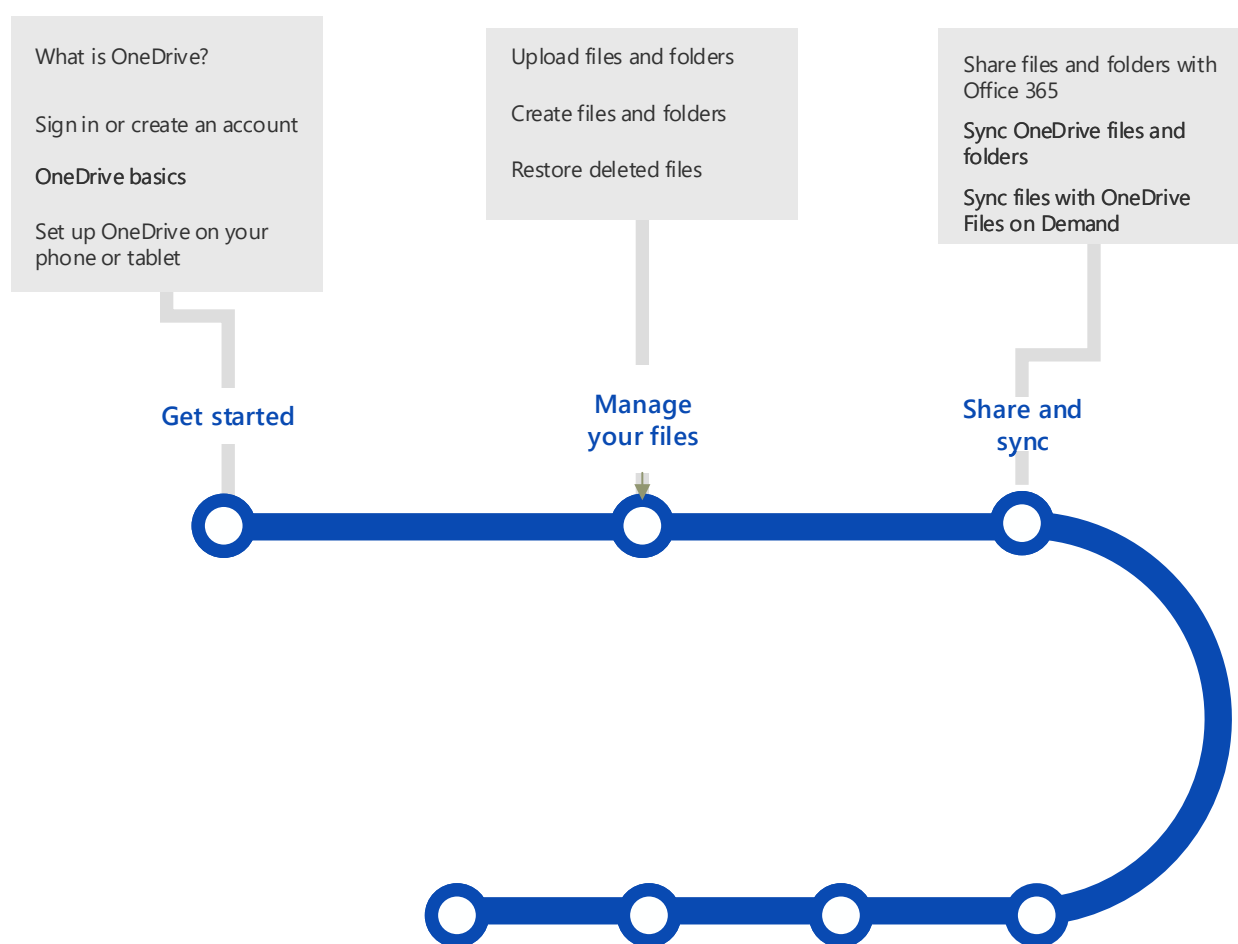 What is OneDrive?
Sign in or create an account
OneDrive basics
Set up OneDrive on your
phone or tablet
Upload files and folders
Create files and folders
Restore deleted files
Share files and folders with
Office 365
Sync OneDrive files and
folders
Sync files with OneDrive
Files on Demand
Get started
Manage
your files
Share and
sync